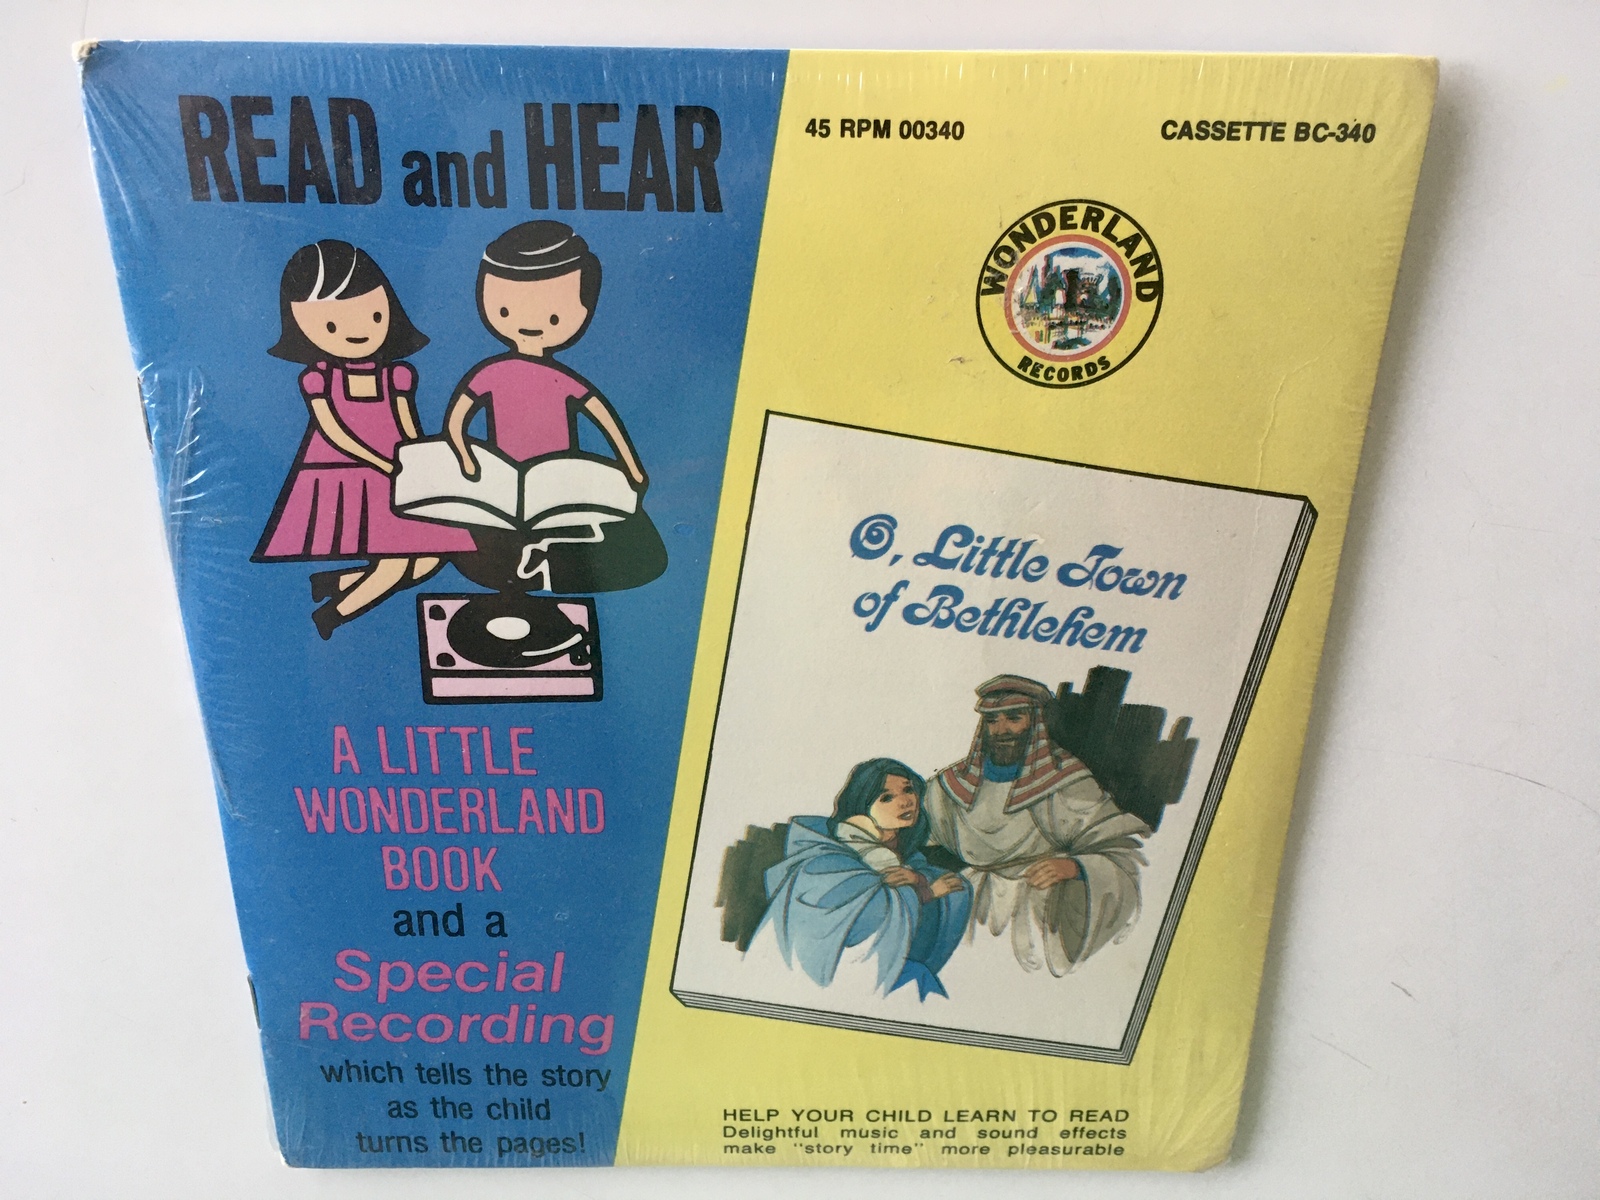 READ and HEAR
A LITTLE
WONDERLAND
BOOK
and a
Special
Recording
which tells the story
as the child
turns the pages!
45 RPM 00340
CASSETTE BC-340
WONDERLAND
RECORDS
O, Little Town
of Bethlehem
HELP YOUR CHILD LEARN TO READ
Delightful music and sound effects
make "story time" more pleasurable